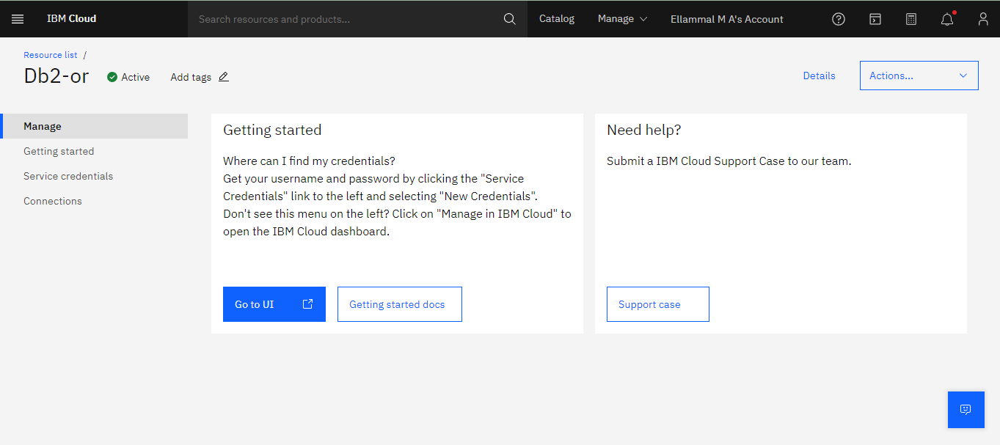 IBM Cloud
Search resources and products...
Catalog
Manage
Ellammal M A's Account
Resource list /
Db2-or
Active
Add tags
Details
Actions...
Manage
Getting started
Service credentials
Connections
Getting started
Where can I find my credentials?
Get your username and password by clicking the "Service
Credentials" link to the left and selecting "New Credentials".
Don't see this menu on the left? Click on "Manage in IBM Cloud" to
open the IBM Cloud dashboard.
Go to UI
Getting started docs
Need help?
Submit a IBM Cloud Support Case to our team.
Support case